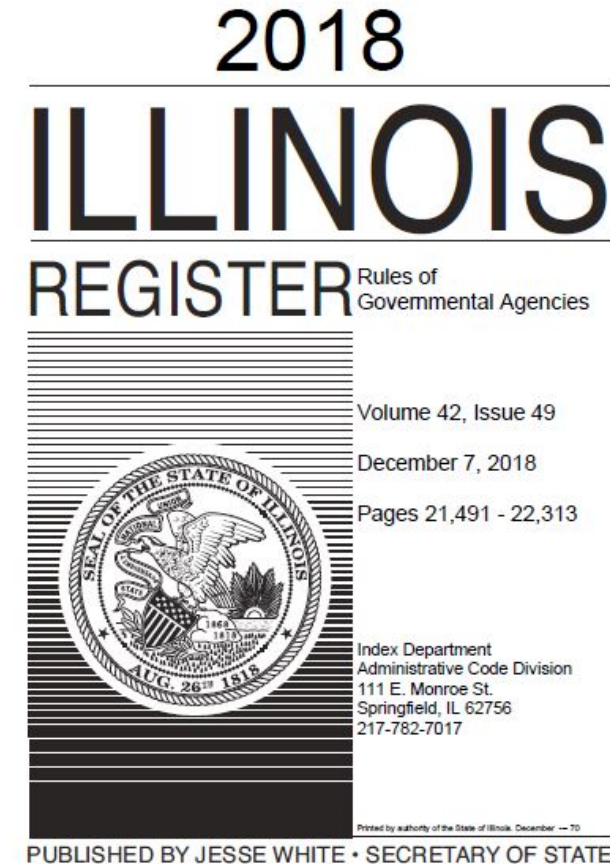 2018
ILLINOIS
REGISTER
Rules of
Governmental Agencies
Volume 42, Issue 49
December 7, 2018
Pages 21,491 - 22,313
SEAL OF THE STATE OF ILLINOIS
NATIONAL UNION
STATE
1868
1818
AUG. 26TH 1818
Index Department
Administrative Code Division
111 E. Monroe St.
Springfield, IL 62756
217-782-7017
Printed by authority of the State of Illinois. December --- 70
PUBLISHED BY JESSE WHITE • SECRETARY OF STATE